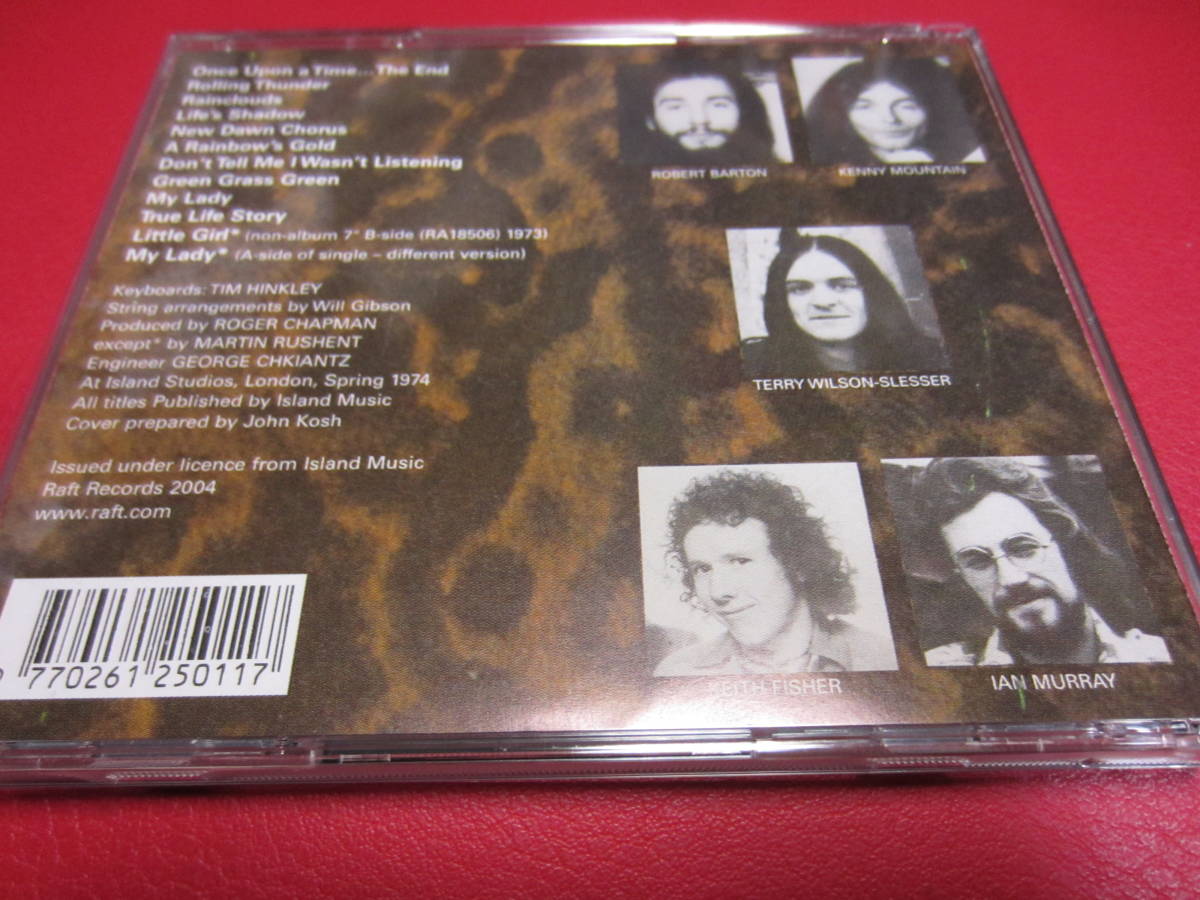 Once Upon a Time...The End
Rolling Thunder
Rainclouds
Life's Shadow
New Dawn Chorus
A Rainbow's Gold
Don't Tell Me I Wasn't Listening
Green Grass Green
My Lady
True Life Story
Little Girl* (non-album 7" B-side (RA18506) 1973)
My Lady* (A-side of single – different version)
Keyboards: TIM HINKLEY
String arrangements by Will Gibson
Produced by ROGER CHAPMAN
except* by MARTIN RUSHENT
Engineer GEORGE CHKIANTZ
At Island Studios, London, Spring 1974
All titles Published by Island Music
Cover prepared by John Kosh
Issued under licence from Island Music
Raft Records 2004
www.raft.com
770261 250117
ROBERT BARTON
KENNY MOUNTAIN
TERRY WILSON-SLESSER
KEITH FISHER
IAN MURRAY